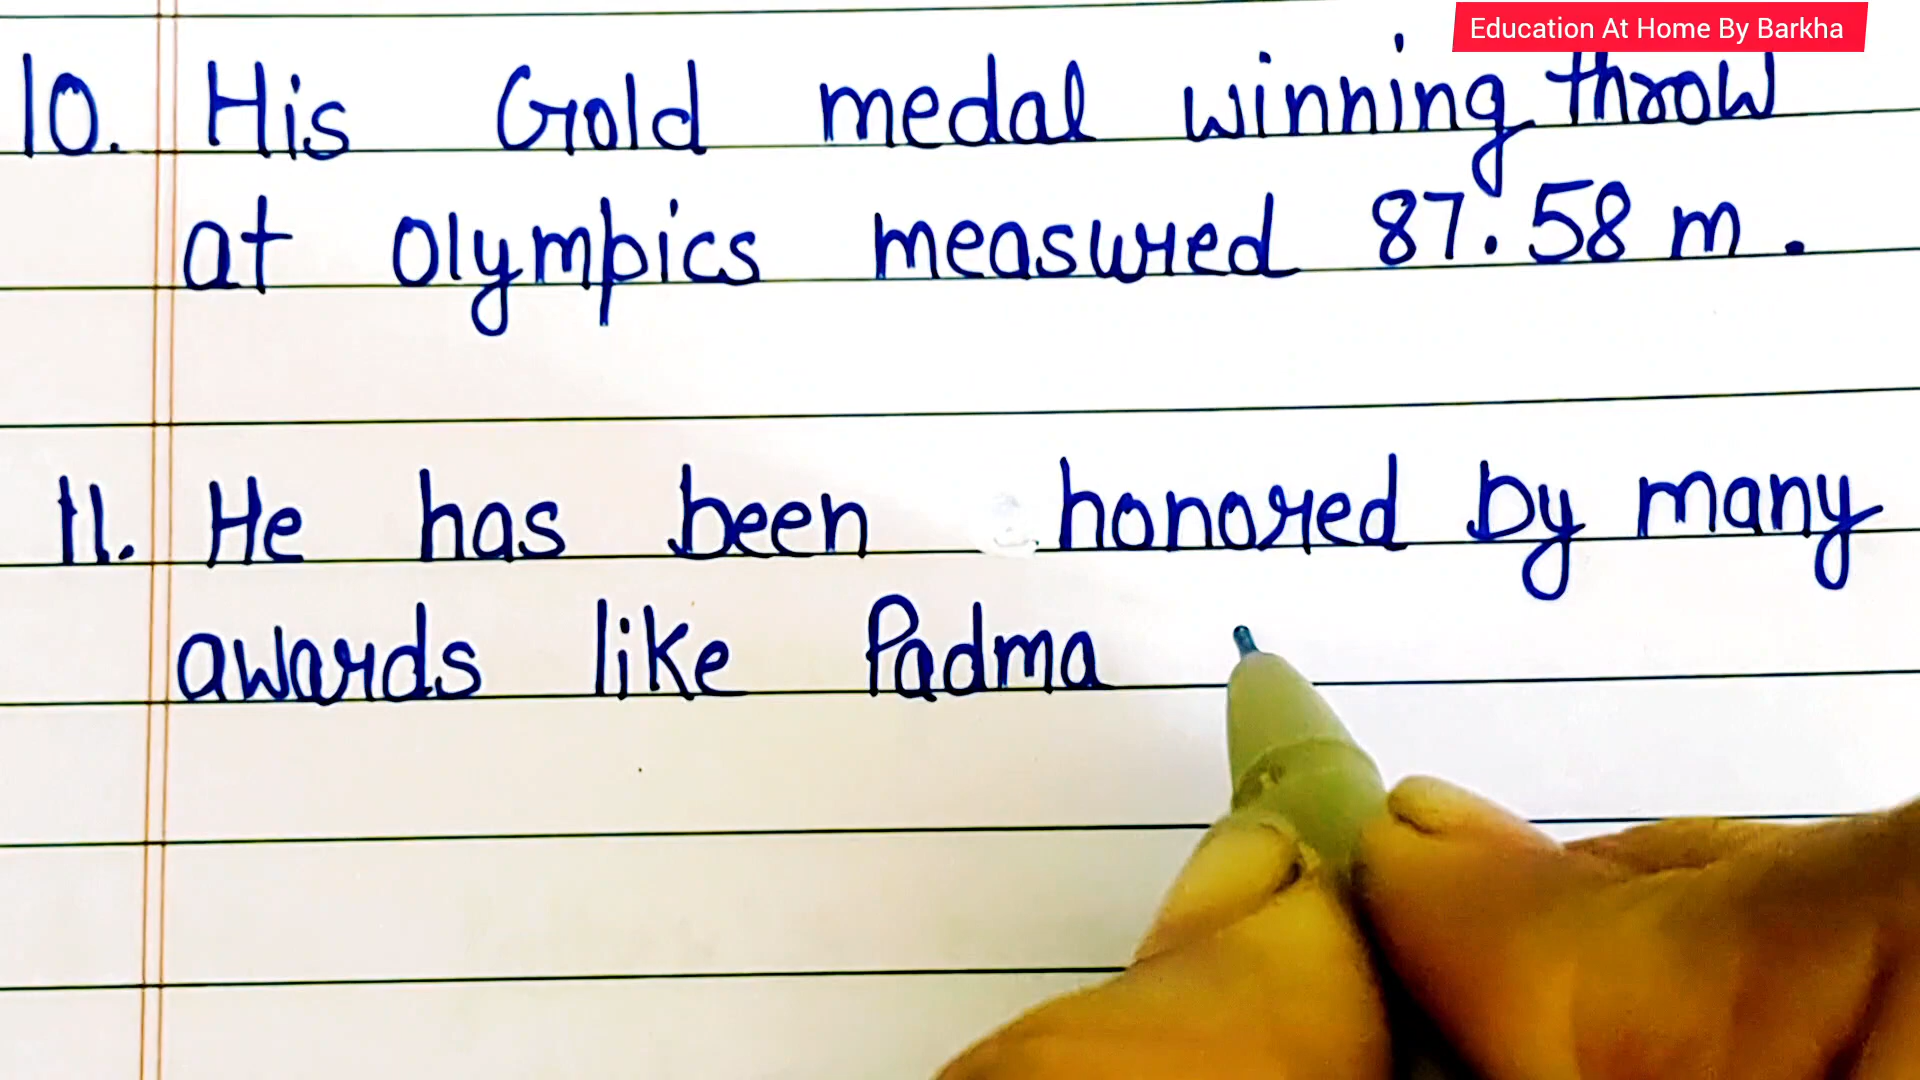 Education At Home By Barkha
10. His Gold medal winning throw
at olympics measured 87.58 m.
11. He has been honored by many
awards like Padma